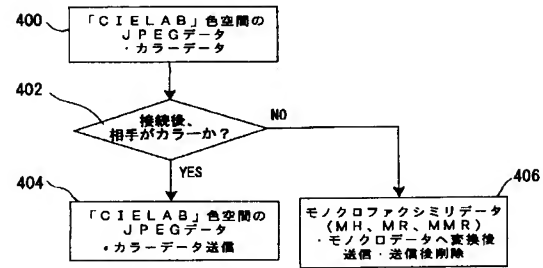 400
「ＣＩＥＬＡＢ」色空間の
ＪＰＥＧデータ
・カラーデータ
402
接続後、
相手がカラーか？
NO
YES
404
「ＣＩＥＬＡＢ」色空間の
ＪＰＥＧデータ
・カラーデータ送信
406
モノクロファクシミリデータ
(MH、MR、MMR)
・モノクロデータへ変換後
送信・送信後削除